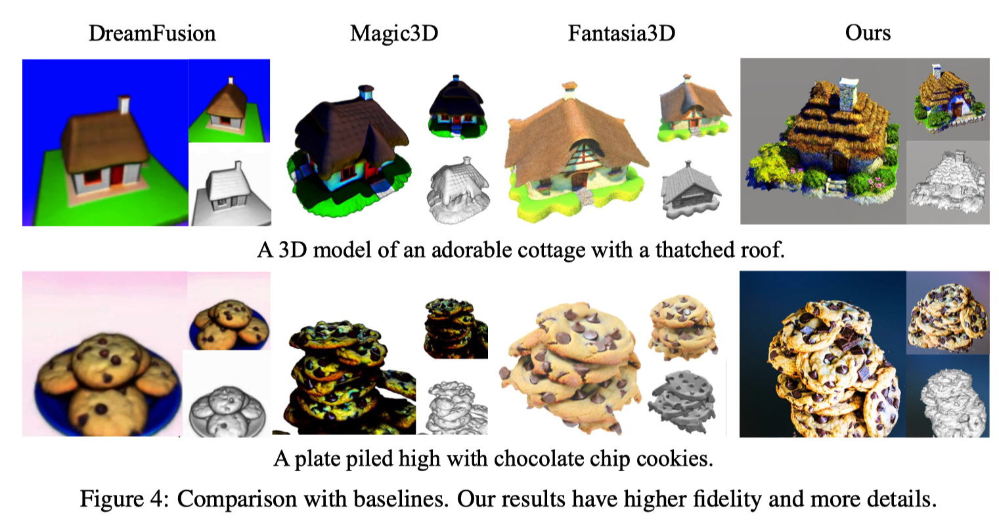 DreamFusion Magic3D Fantasia3D Ours
A 3D model of an adorable cottage with a thatched roof.
A plate piled high with chocolate chip cookies.
Figure 4: Comparison with baselines. Our results have higher fidelity and more details.